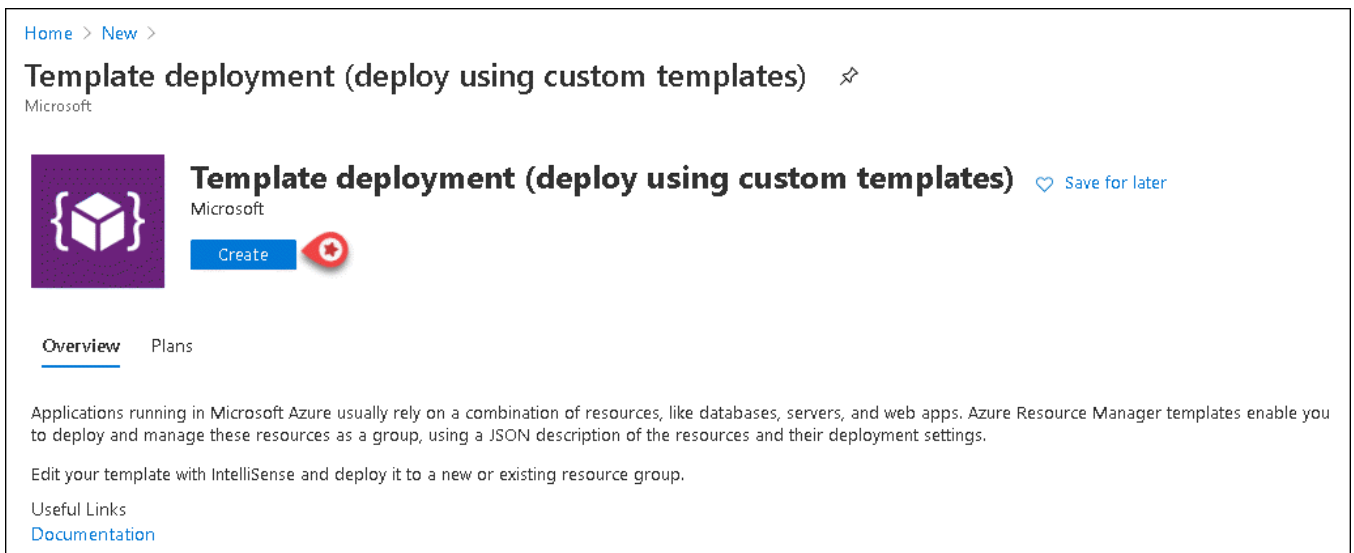 Home > New >
Template deployment (deploy using custom templates)
Microsoft
Template deployment (deploy using custom templates)
Save for later
Microsoft
Create
Overview Plans
Applications running in Microsoft Azure usually rely on a combination of resources, like databases, servers, and web apps. Azure Resource Manager templates enable you
to deploy and manage these resources as a group, using a JSON description of the resources and their deployment settings.
Edit your template with IntelliSense and deploy it to a new or existing resource group.
Useful Links
Documentation